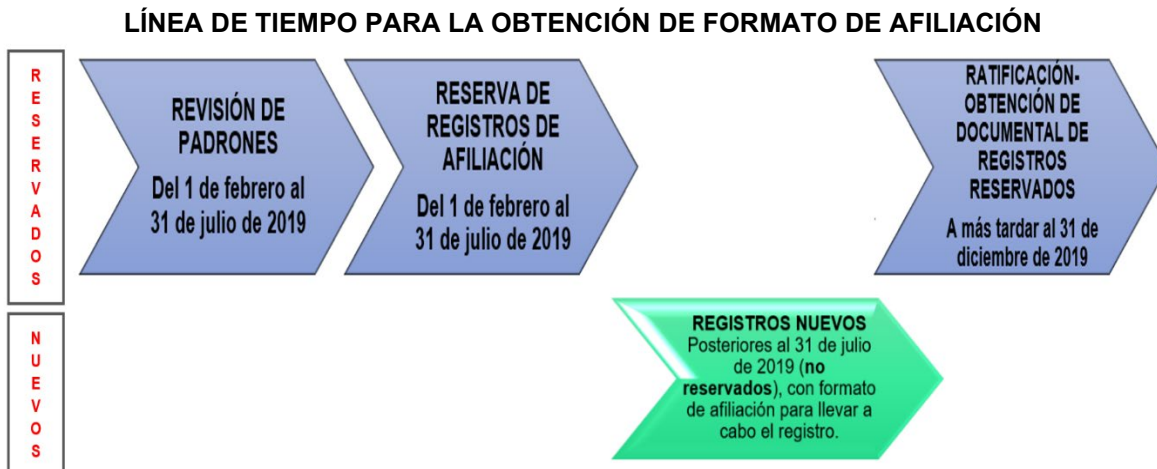 LÍNEA DE TIEMPO PARA LA OBTENCIÓN DE FORMATO DE AFILIACIÓN
RESERVADOS
REVISIÓN DE
PADRONES
Del 1 de febrero al
31 de julio de 2019
RESERVA DE
REGISTROS DE
AFILIACIÓN
Del 1 de febrero al
31 de julio de 2019
RATIFICACIÓN-
OBTENCIÓN DE
DOCUMENTAL DE
REGISTROS
RESERVADOS
A más tardar al 31 de
diciembre de 2019
NUEVOS
REGISTROS NUEVOS
Posteriores al 31 de julio
de 2019 (no
reservados), con formato
de afiliación para llevar a
cabo el registro.